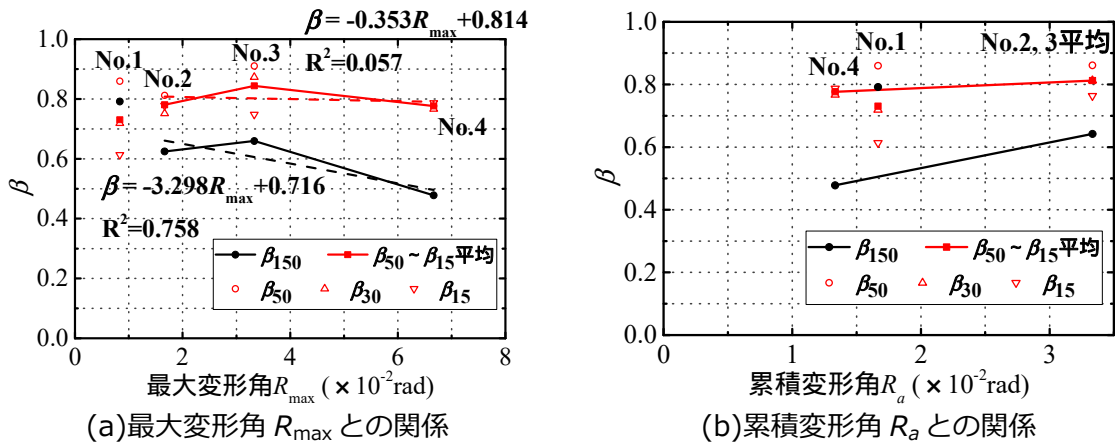 β = -0.353Rmax+0.814
R²=0.057
No.1
No.2
No.3
No.4
β = -3.298Rmax+0.716
R²=0.758
β
1.0
0.8
0.6
0.4
0.2
0.0
β150
β50 ~ β15平均
β50
β30
β15
0 2 4 6 8
最大変形角Rmax ( × 10⁻²rad)
(a)最大変形角 Rmax との関係
No.1
No.2, 3平均
No.4
β
1.0
0.8
0.6
0.4
0.2
0.0
β150
β50 ~ β15平均
β50
β30
β15
0 1 2 3
累積変形角Ra ( × 10⁻²rad)
(b)累積変形角 Ra との関係